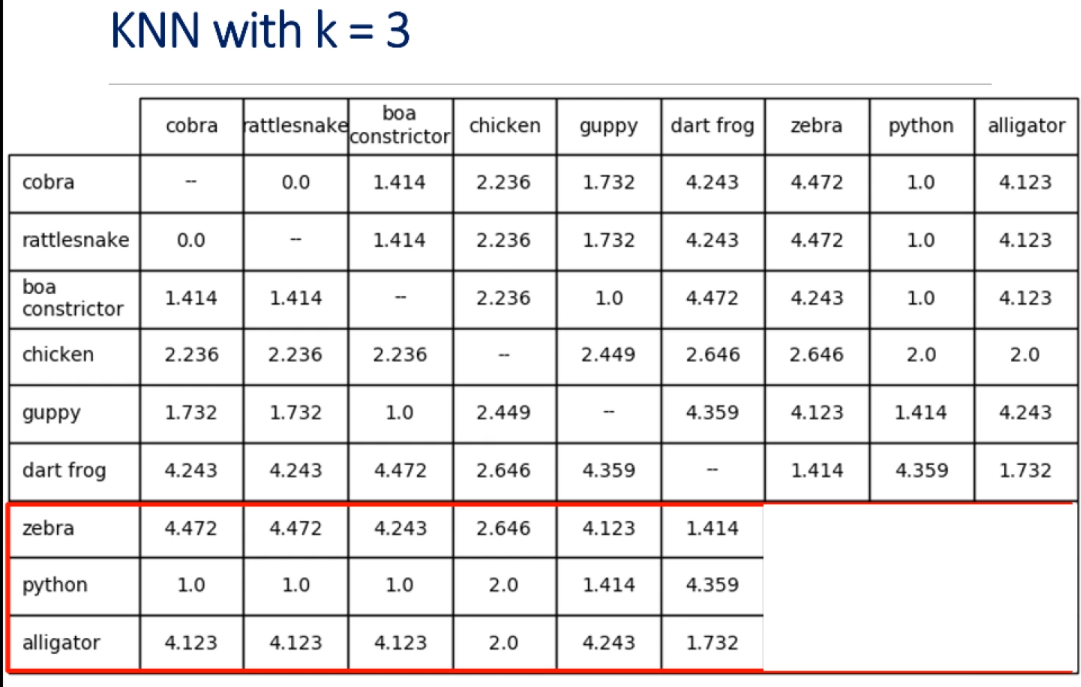 KNN with k = 3
cobra rattlesnake boa constrictor chicken guppy dart frog zebra python alligator
cobra -- 0.0 1.414 2.236 1.732 4.243 4.472 1.0 4.123
rattlesnake 0.0 -- 1.414 2.236 1.732 4.243 4.472 1.0 4.123
boa constrictor 1.414 1.414 -- 2.236 1.0 4.472 4.243 1.0 4.123
chicken 2.236 2.236 2.236 -- 2.449 2.646 2.646 2.0 2.0
guppy 1.732 1.732 1.0 2.449 -- 4.359 4.123 1.414 4.243
dart frog 4.243 4.243 4.472 2.646 4.359 -- 1.414 4.359 1.732
zebra 4.472 4.472 4.243 2.646 4.123 1.414
python 1.0 1.0 1.0 2.0 1.414 4.359
alligator 4.123 4.123 4.123 2.0 4.243 1.732